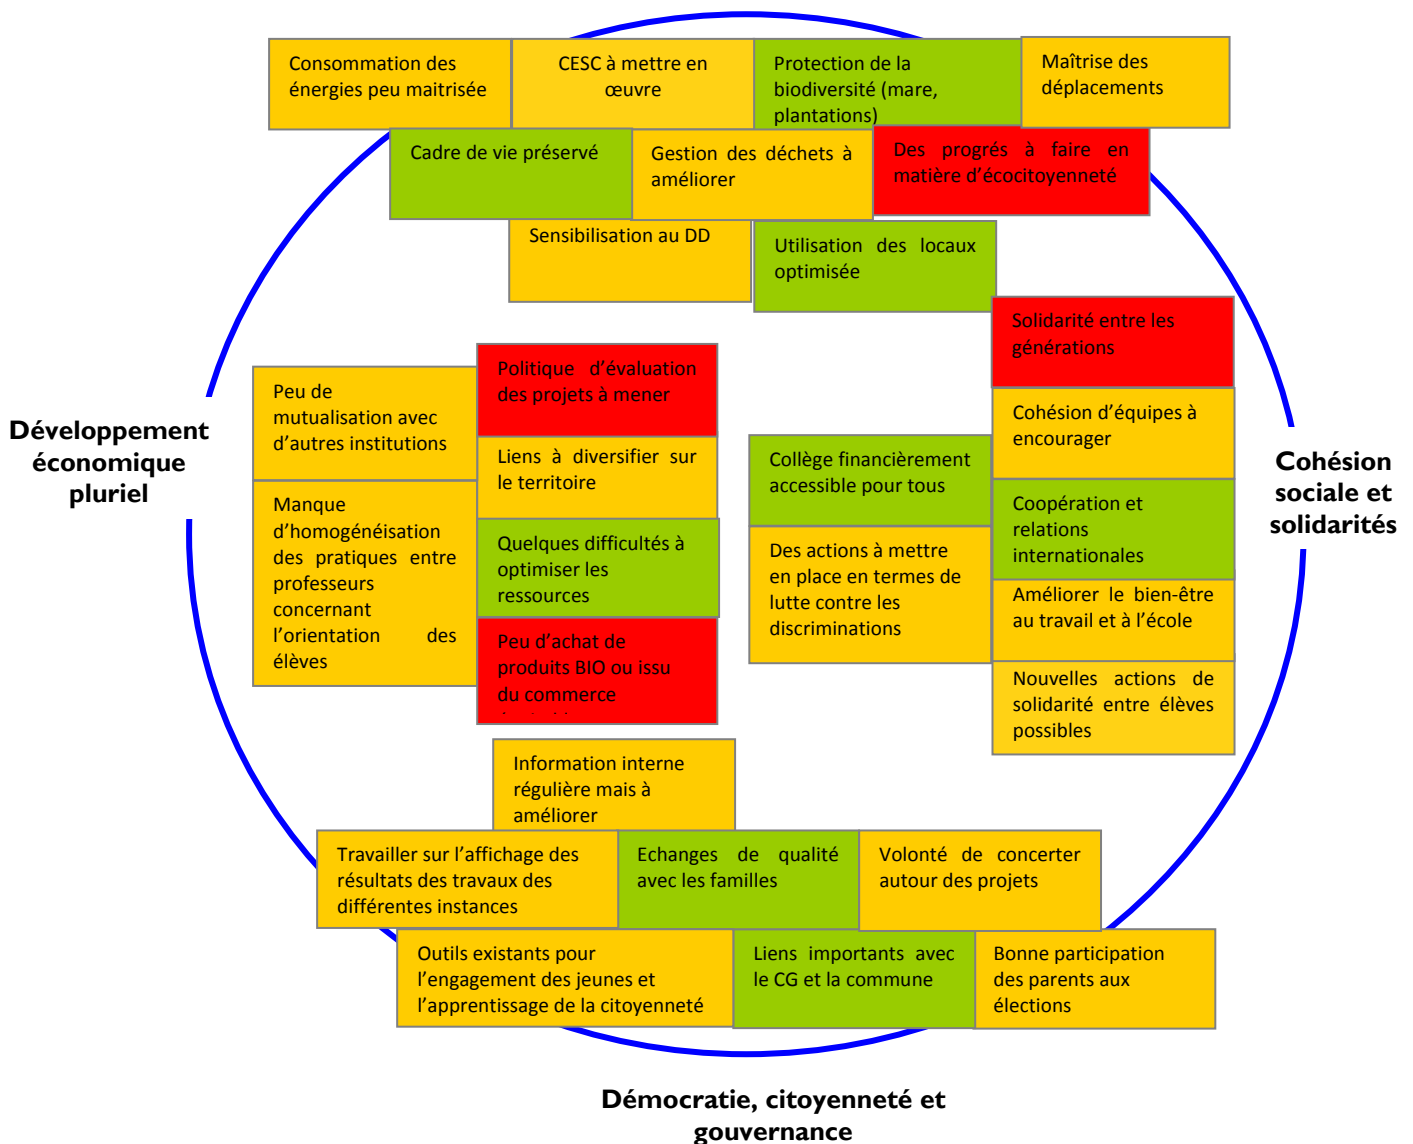 Consommation des
énergies peu maitrisée
CESC à mettre en
œuvre
Protection de la
biodiversité (mare,
plantations)
Maîtrise des
déplacements
Cadre de vie préservé
Gestion des déchets à
améliorer
Des progrés à faire en
matière d’écocitoyenneté
Sensibilisation au DD
Utilisation des locaux
optimisée
Développement
économique
pluriel
Peu de
mutualisation avec
d’autres institutions
Manque
d’homogénéisation
des pratiques entre
professeurs
concernant
l’orientation des
élèves
Politique d’évaluation
des projets à mener
Liens à diversifier sur
le territoire
Quelques difficultés à
optimiser les
ressources
Peu d’achat de
produits BIO ou issu
du commerce
Collège financièrement
accessible pour tous
Des actions à mettre
en place en termes de
lutte contre les
discriminations
Solidarité entre les
générations
Cohésion d’équipes à
encourager
Coopération et
relations
internationales
Améliorer le bien-être
au travail et à l’école
Nouvelles actions de
solidarité entre élèves
possibles
Cohésion
sociale et
solidarités
Information interne
régulière mais à
améliorer
Travailler sur l’affichage des
résultats des travaux des
différentes instances
Echanges de qualité
avec les familles
Volonté de concerter
autour des projets
Outils existants pour
l’engagement des jeunes et
l’apprentissage de la citoyenneté
Liens importants avec
le CG et la commune
Bonne participation
des parents aux
élections
Démocratie, citoyenneté et
gouvernance